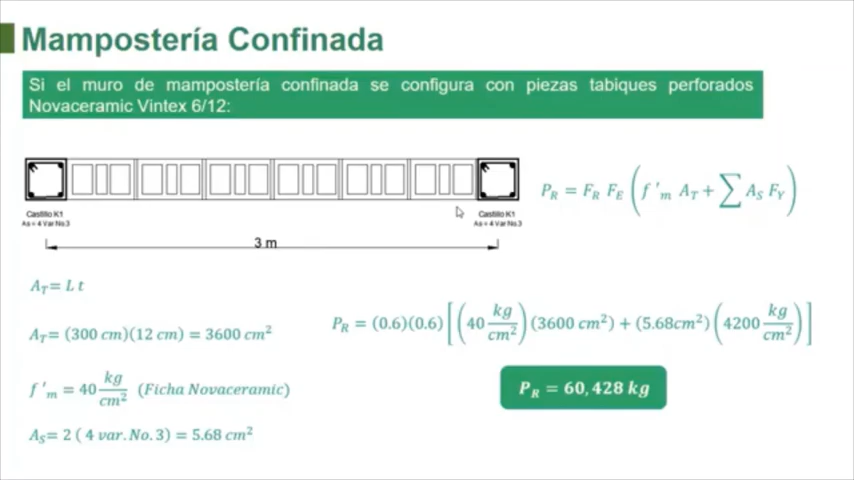 Mampostería Confinada
Si el muro de mampostería confinada se configura con piezas tabiques perforados
Novaceramic Vintex 6/12:
Castillo K1
As = 4 Var No.3
Castillo K1
As = 4 Var No.3
3 m
P_R = F_R F_E (f'_m A_T + ∑ A_S F_Y)
A_T = L t
A_T = (300 cm)(12 cm) = 3600 cm²
f'_m = 40 kg/cm² (Ficha Novaceramic)
A_S = 2 ( 4 var. No. 3) = 5.68 cm²
P_R = (0.6)(0.6) [(40 kg/cm²) (3600 cm²) + (5.68cm²) (4200 kg/cm²)]
P_R = 60,428 kg